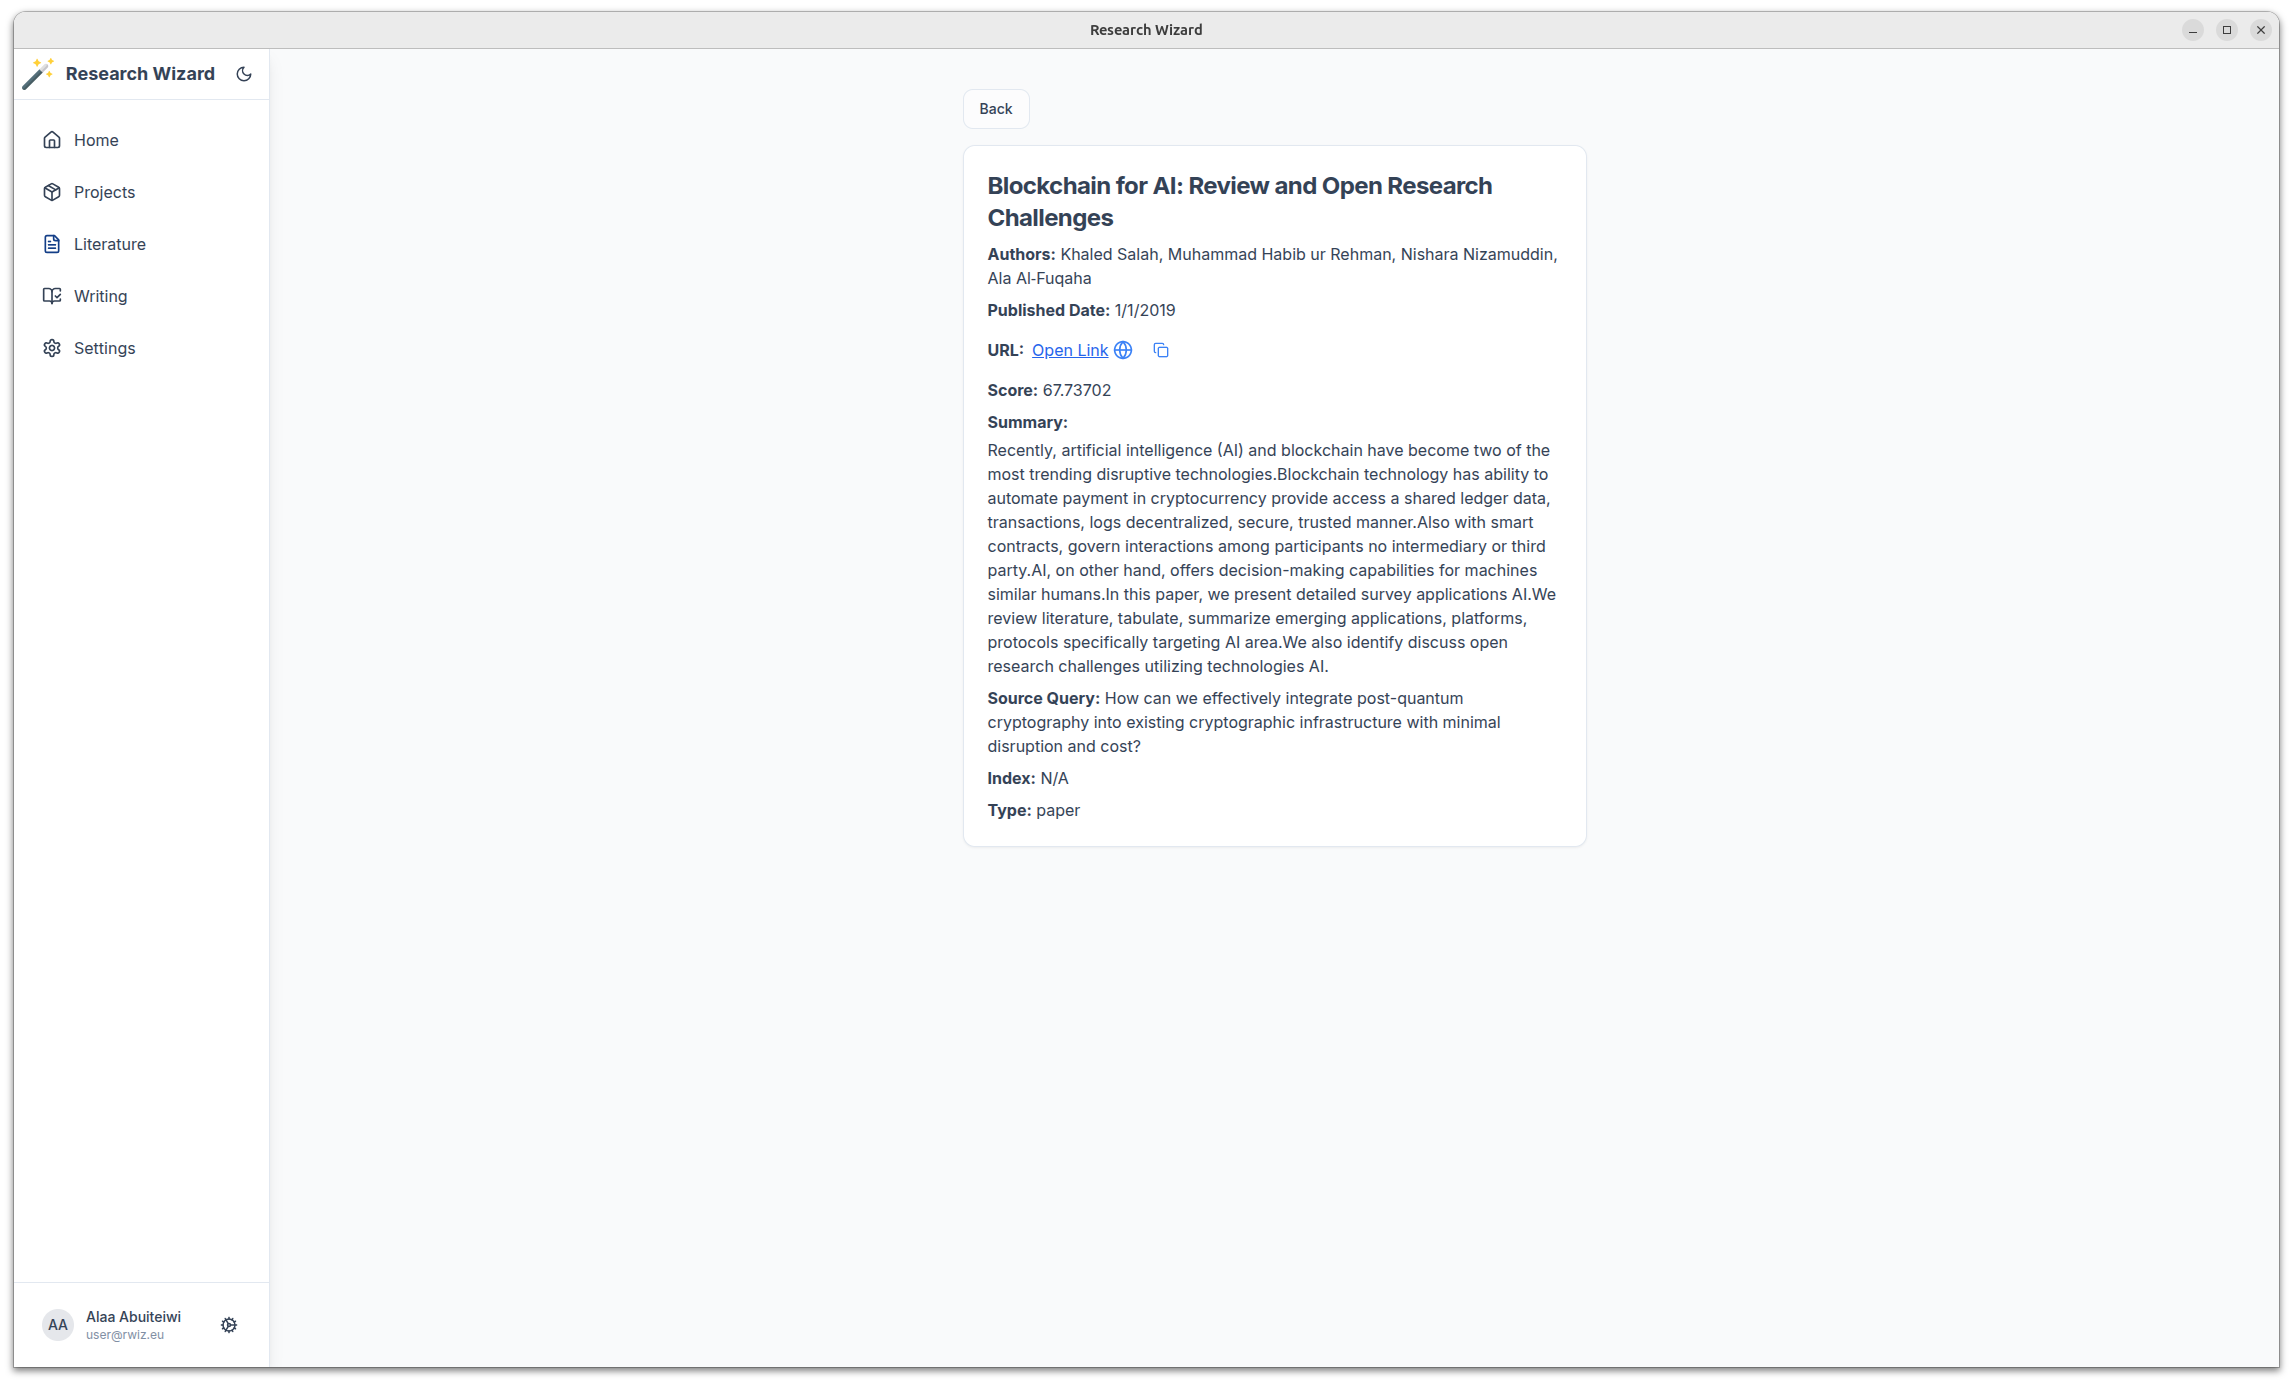 Research Wizard
Research Wizard
Home
Projects
Literature
Writing
Settings
Back
Blockchain for AI: Review and Open Research
Challenges
Authors: Khaled Salah, Muhammad Habib ur Rehman, Nishara Nizamuddin,
Ala Al-Fuqaha
Published Date: 1/1/2019
URL: Open Link
Score: 67.73702
Summary:
Recently, artificial intelligence (AI) and blockchain have become two of the
most trending disruptive technologies.Blockchain technology has ability to
automate payment in cryptocurrency provide access a shared ledger data,
transactions, logs decentralized, secure, trusted manner.Also with smart
contracts, govern interactions among participants no intermediary or third
party.AI, on other hand, offers decision-making capabilities for machines
similar humans.In this paper, we present detailed survey applications AI.We
review literature, tabulate, summarize emerging applications, platforms,
protocols specifically targeting AI area.We also identify discuss open
research challenges utilizing technologies AI.
Source Query: How can we effectively integrate post-quantum
cryptography into existing cryptographic infrastructure with minimal
disruption and cost?
Index: N/A
Type: paper
AA
Alaa Abuiteiwi
user@rwiz.eu